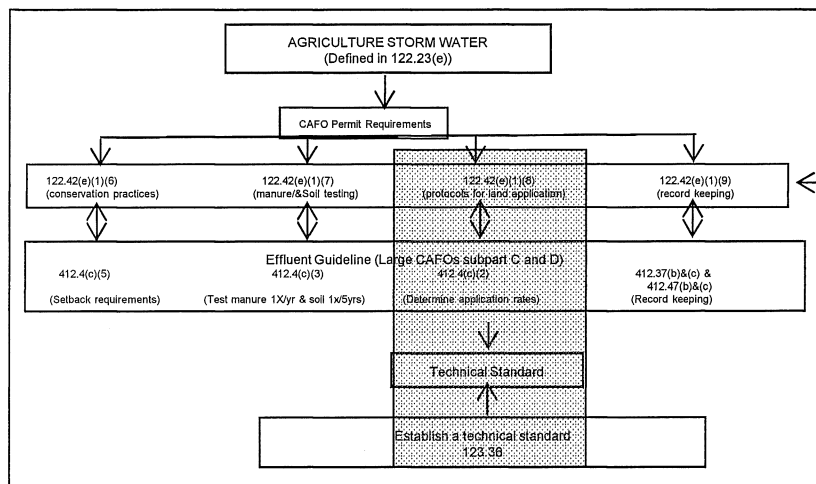 AGRICULTURE STORM WATER
(Defined in 122.23(e))
CAFO Permit Requirements
122.42(e)(1)(6) 122.42(e)(1)(7) 122.42(e)(1)(8) 122.42(e)(1)(9)
(conservation practices) (manure/&Soil testing) (protocols for land application) (record keeping)
Effluent Guideline (Large CAFOs subpart C and D)
412.4(c)(5) 412.4(c)(3) 412.4(c)(2) 412.37(b)&(c) &
412.47(b)&(c)
(Setback requirements) (Test manure 1X/yr & soil 1x/5yrs) (Determine application rates) (Record keeping)
Technical Standard
Establish a technical standard
123.36